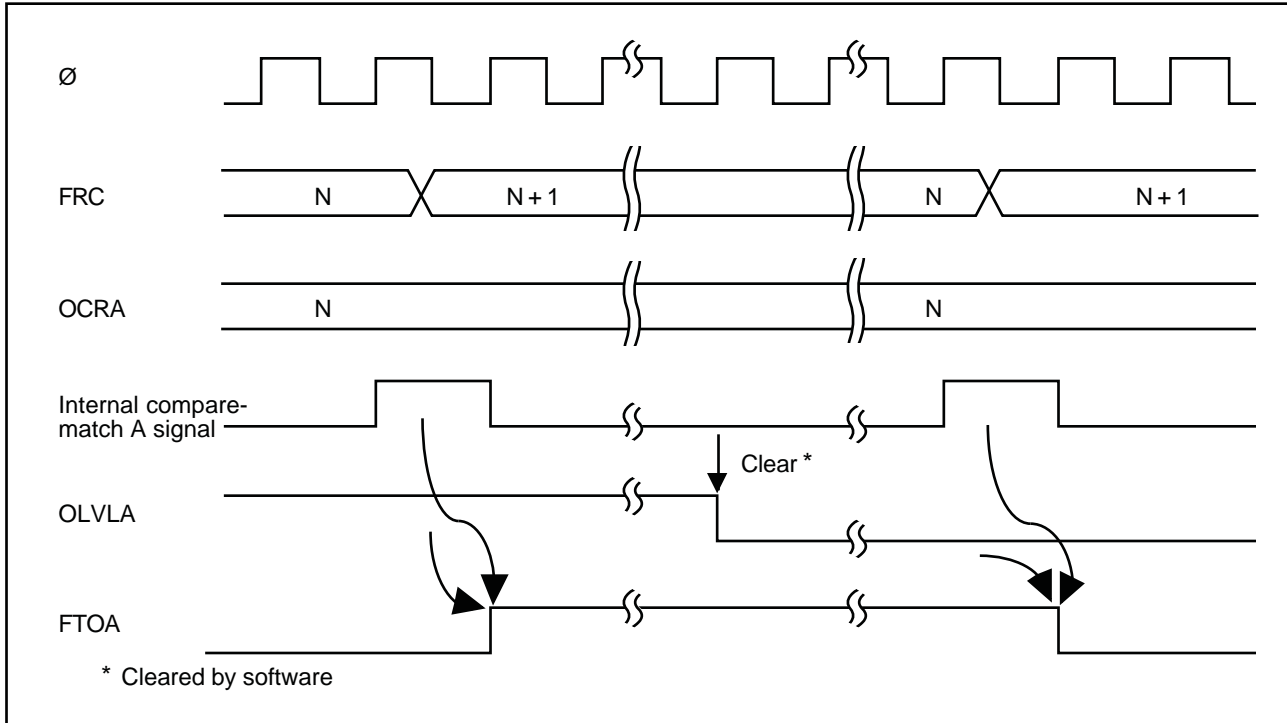 Ø
FRC
N
N + 1
N
N + 1
OCRA
N
N
Internal compare-
match A signal
Clear *
OLVLA
FTOA
* Cleared by software